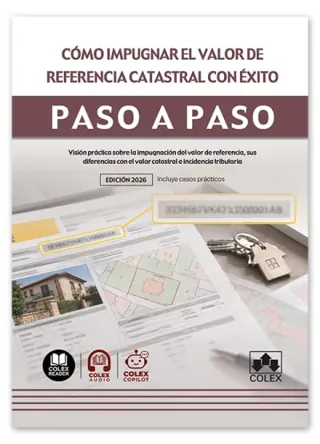 CÓMO IMPUGNAR EL VALOR DE
REFERENCIA CATASTRAL CON ÉXITO
PASO A PASO
Visión práctica sobre la impugnación del valor de referencia, sus
diferencias con el valor catastral e incidencia tributaria
EDICIÓN 2026
Incluye casos prácticos
COLEX
READER
COLEX
AUDIO
COLEX
COPILOT
COLEX